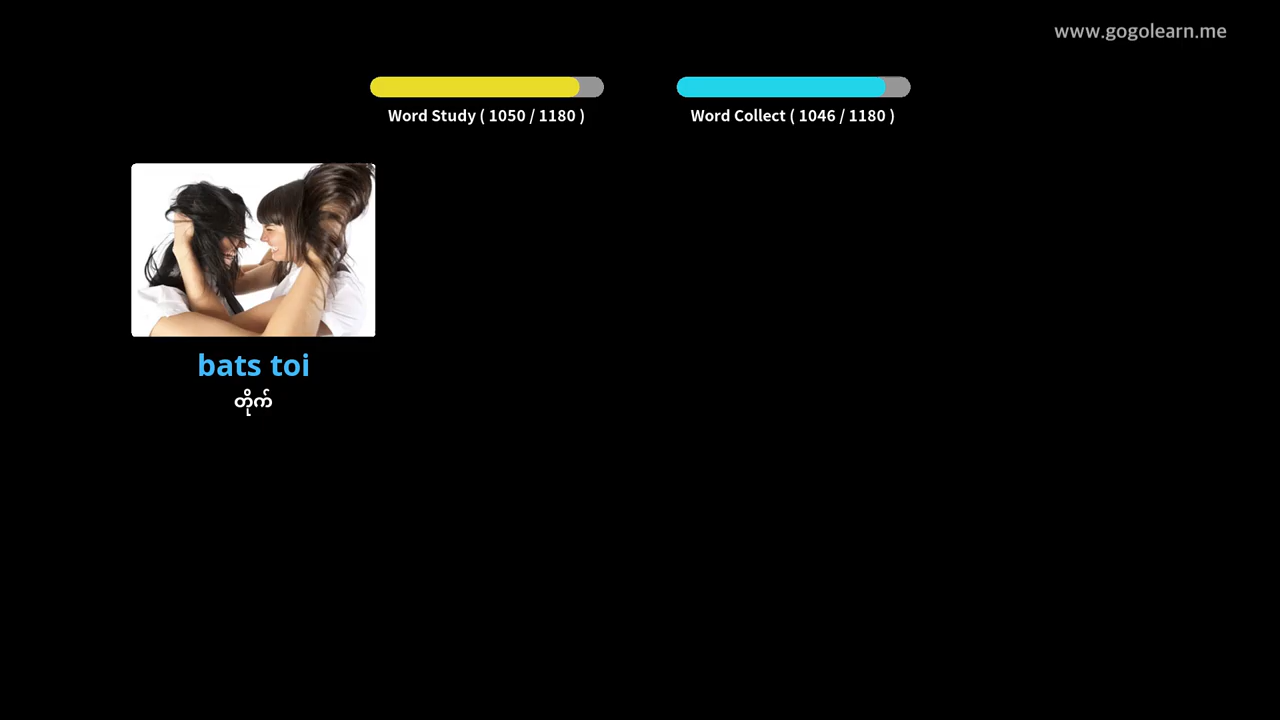 www.gogolearn.me
Word Study ( 1050 / 1180 )
Word Collect ( 1046 / 1180 )
bats toi
တိုက်